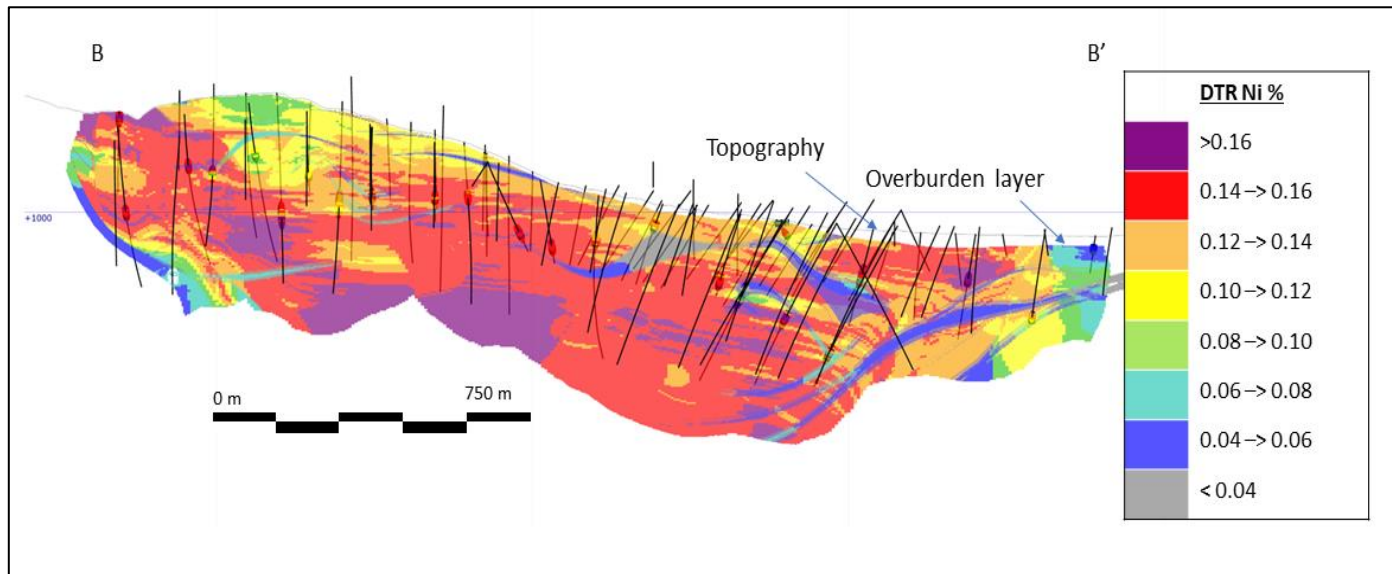 B
B'
DTR Ni %
>0.16
0.14 –> 0.16
0.12 –> 0.14
0.10 –> 0.12
0.08 –> 0.10
0.06 –> 0.08
0.04 –> 0.06
< 0.04
Topography
Overburden layer
+1000
0 m
750 m